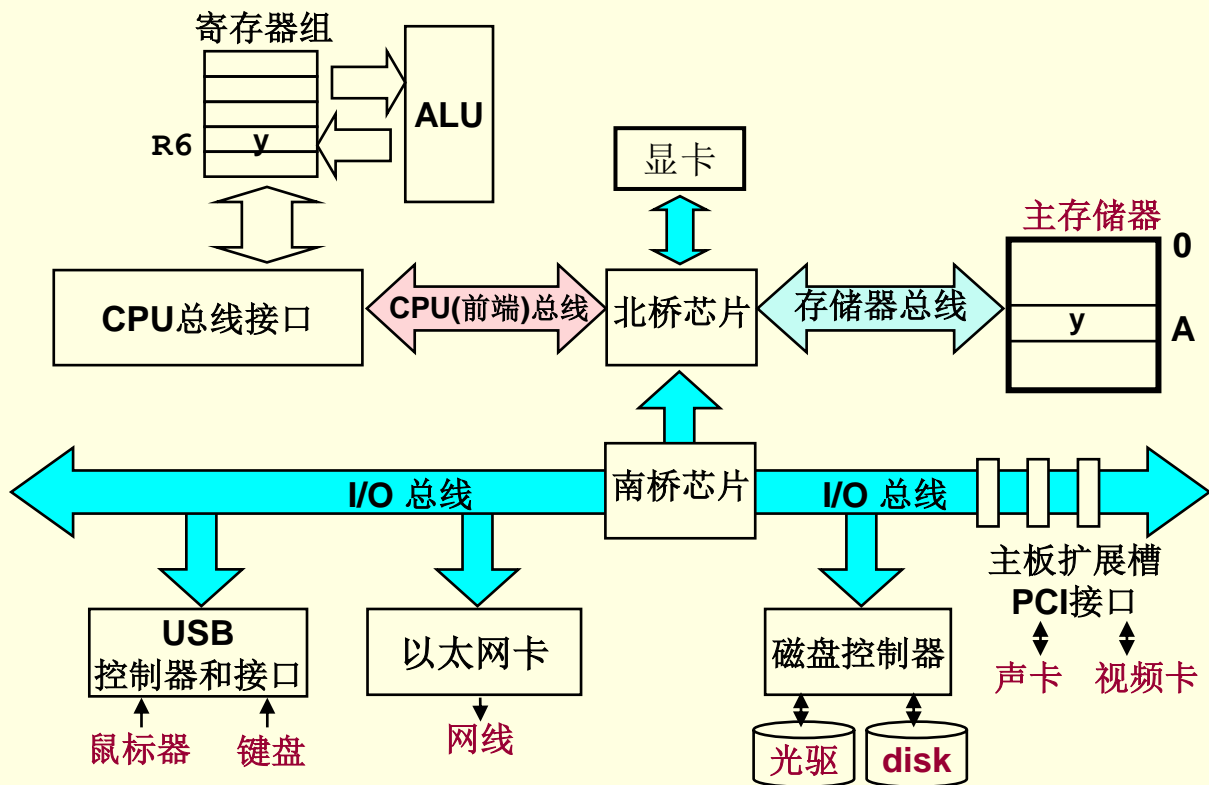 寄存器组
ALU
R6
y
显卡
主存储器
0
CPU总线接口
CPU(前端)总线
北桥芯片
存储器总线
y
A
I/O 总线
南桥芯片
I/O 总线
主板扩展槽
PCI接口
USB
控制器和接口
以太网卡
磁盘控制器
声卡
视频卡
鼠标器
键盘
网线
光驱
disk